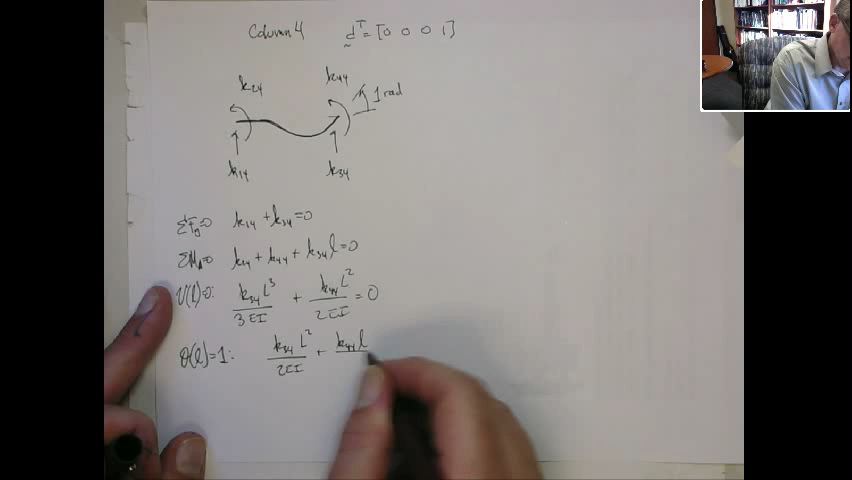 Column 4 d^T = [0 0 0 1]
k44
k24
1 rad
k14 k34
ΣFy=0 k14 + k34 = 0
ΣMA=0 k24 + k44 + k34 l = 0
v(l)=0: k34 L^3 / 3EI + k44 L^2 / 2EI = 0
θ(l)=1: k34 L^2 / 2EI + k44 l